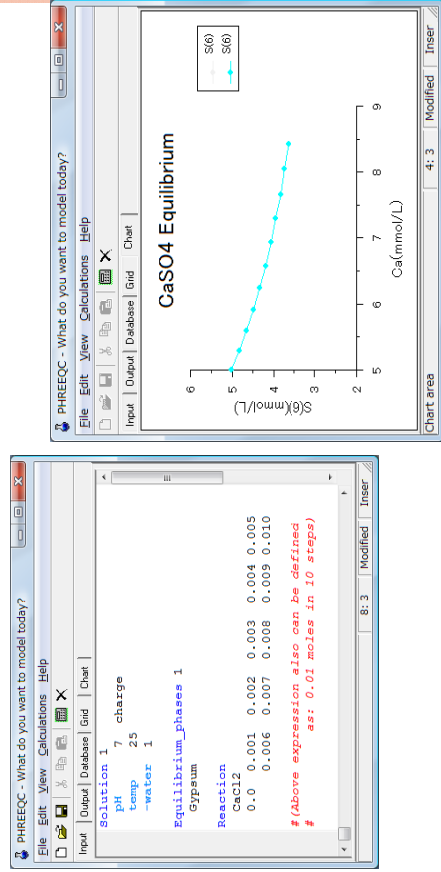 PHREEQC - What do you want to model today?
File Edit View Calculations Help
Input Output Database Grid Chart
Solution 1
pH 7 charge
temp 25
-water 1
Equilibrium_phases 1
Gypsum
Reaction
CaCl2
0.0 0.001 0.002 0.003 0.004 0.005
0.006 0.007 0.008 0.009 0.010
#(Above expression also can be defined
# as: 0.01 moles in 10 steps)
8: 3 Modified Inser
PHREEQC - What do you want to model today?
File Edit View Calculations Help
Input Output Database Grid Chart
CaSO4 Equilibrium
S(6)
S(6)
S(6)(mmol/L)
6
5
4
3
2
5 6 7 8 9
Ca(mmol/L)
Chart area 4: 3 Modified Inser